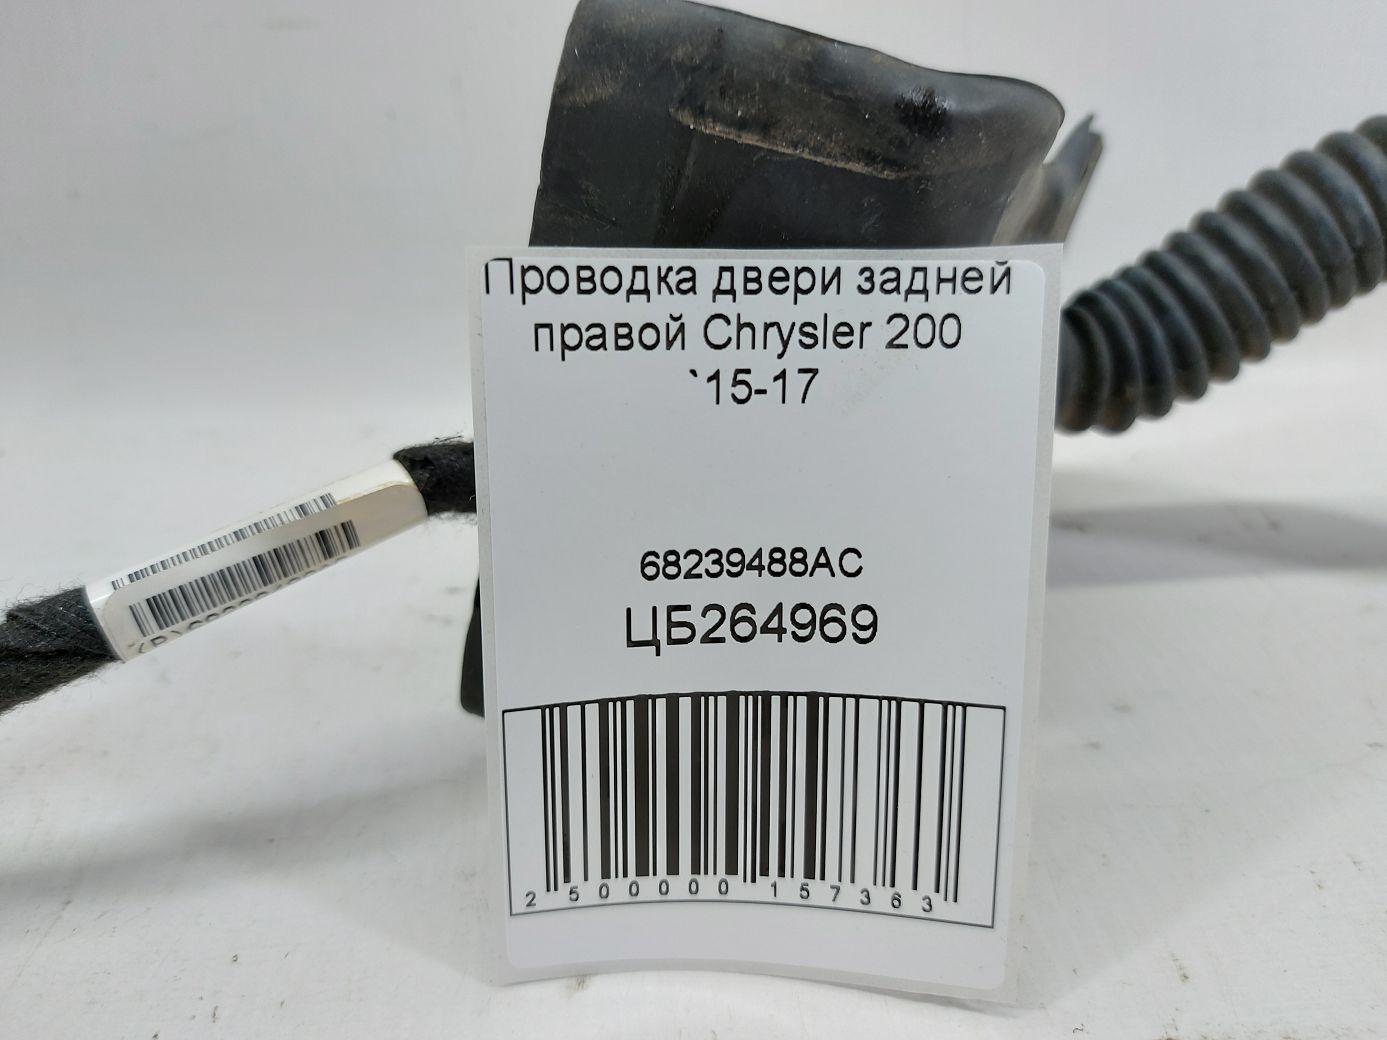 Проводка двери задней
правой Chrysler 200
`15-17
68239488AC
ЦБ264969
2 500000 157363